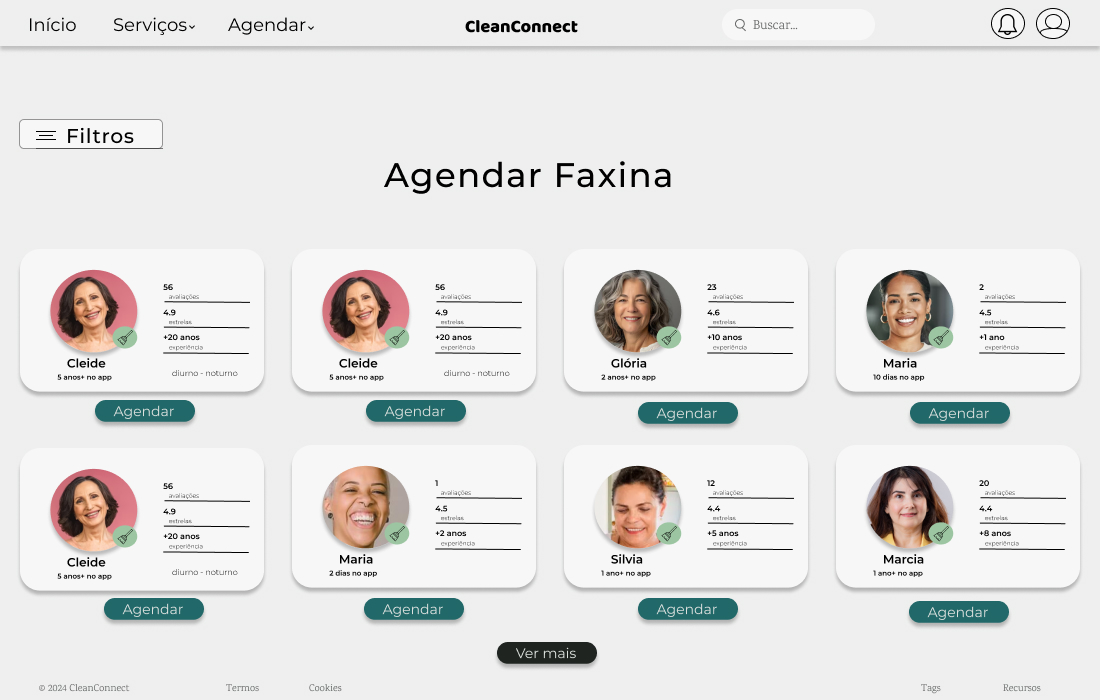 Início Serviços Agendar CleanConnect Buscar...
Filtros
Agendar Faxina
56
avaliações
4.9
estrelas
+20 anos
experiência
Cleide
5 anos+ no app
diurno - noturno
Agendar
56
avaliações
4.9
estrelas
+20 anos
experiência
Cleide
5 anos+ no app
diurno - noturno
Agendar
23
avaliações
4.6
estrelas
+10 anos
experiência
Glória
2 anos+ no app
Agendar
2
avaliações
4.5
estrelas
+1 ano
experiência
Maria
10 dias no app
Agendar
56
avaliações
4.9
estrelas
+20 anos
experiência
Cleide
5 anos+ no app
diurno - noturno
Agendar
1
avaliações
4.5
estrelas
+2 anos
experiência
Maria
2 dias no app
Agendar
12
avaliações
4.4
estrelas
+5 anos
experiência
Silvia
1 ano+ no app
Agendar
20
avaliações
4.4
estrelas
+8 anos
experiência
Marcia
1 ano+ no app
Agendar
Ver mais
© 2024 CleanConnect Termos Cookies Tags Recursos